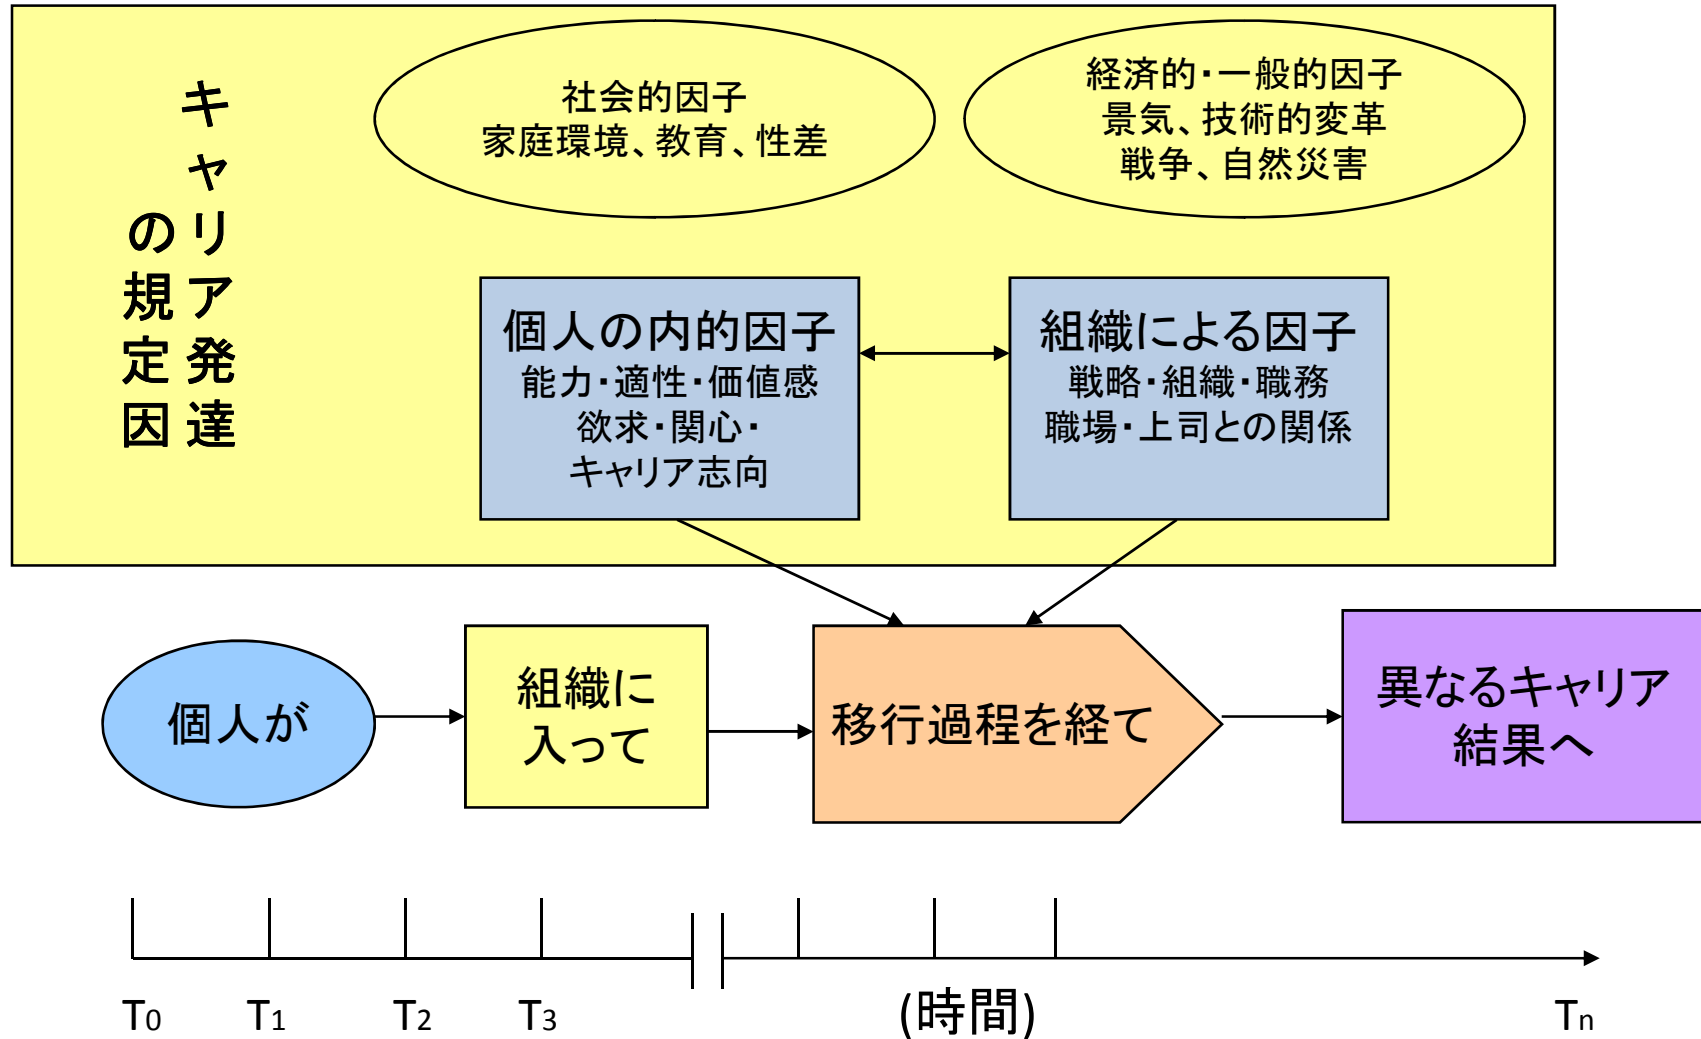 キャリア発達
の規定因
社会的因子
家庭環境、教育、性差
経済的・一般的因子
景気、技術的変革
戦争、自然災害
個人の内的因子
能力・適性・価値感
欲求・関心・
キャリア志向
組織による因子
戦略・組織・職務
職場・上司との関係
個人が
組織に
入って
移行過程を経て
異なるキャリア
結果へ
T0 T1 T2 T3 (時間) Tn